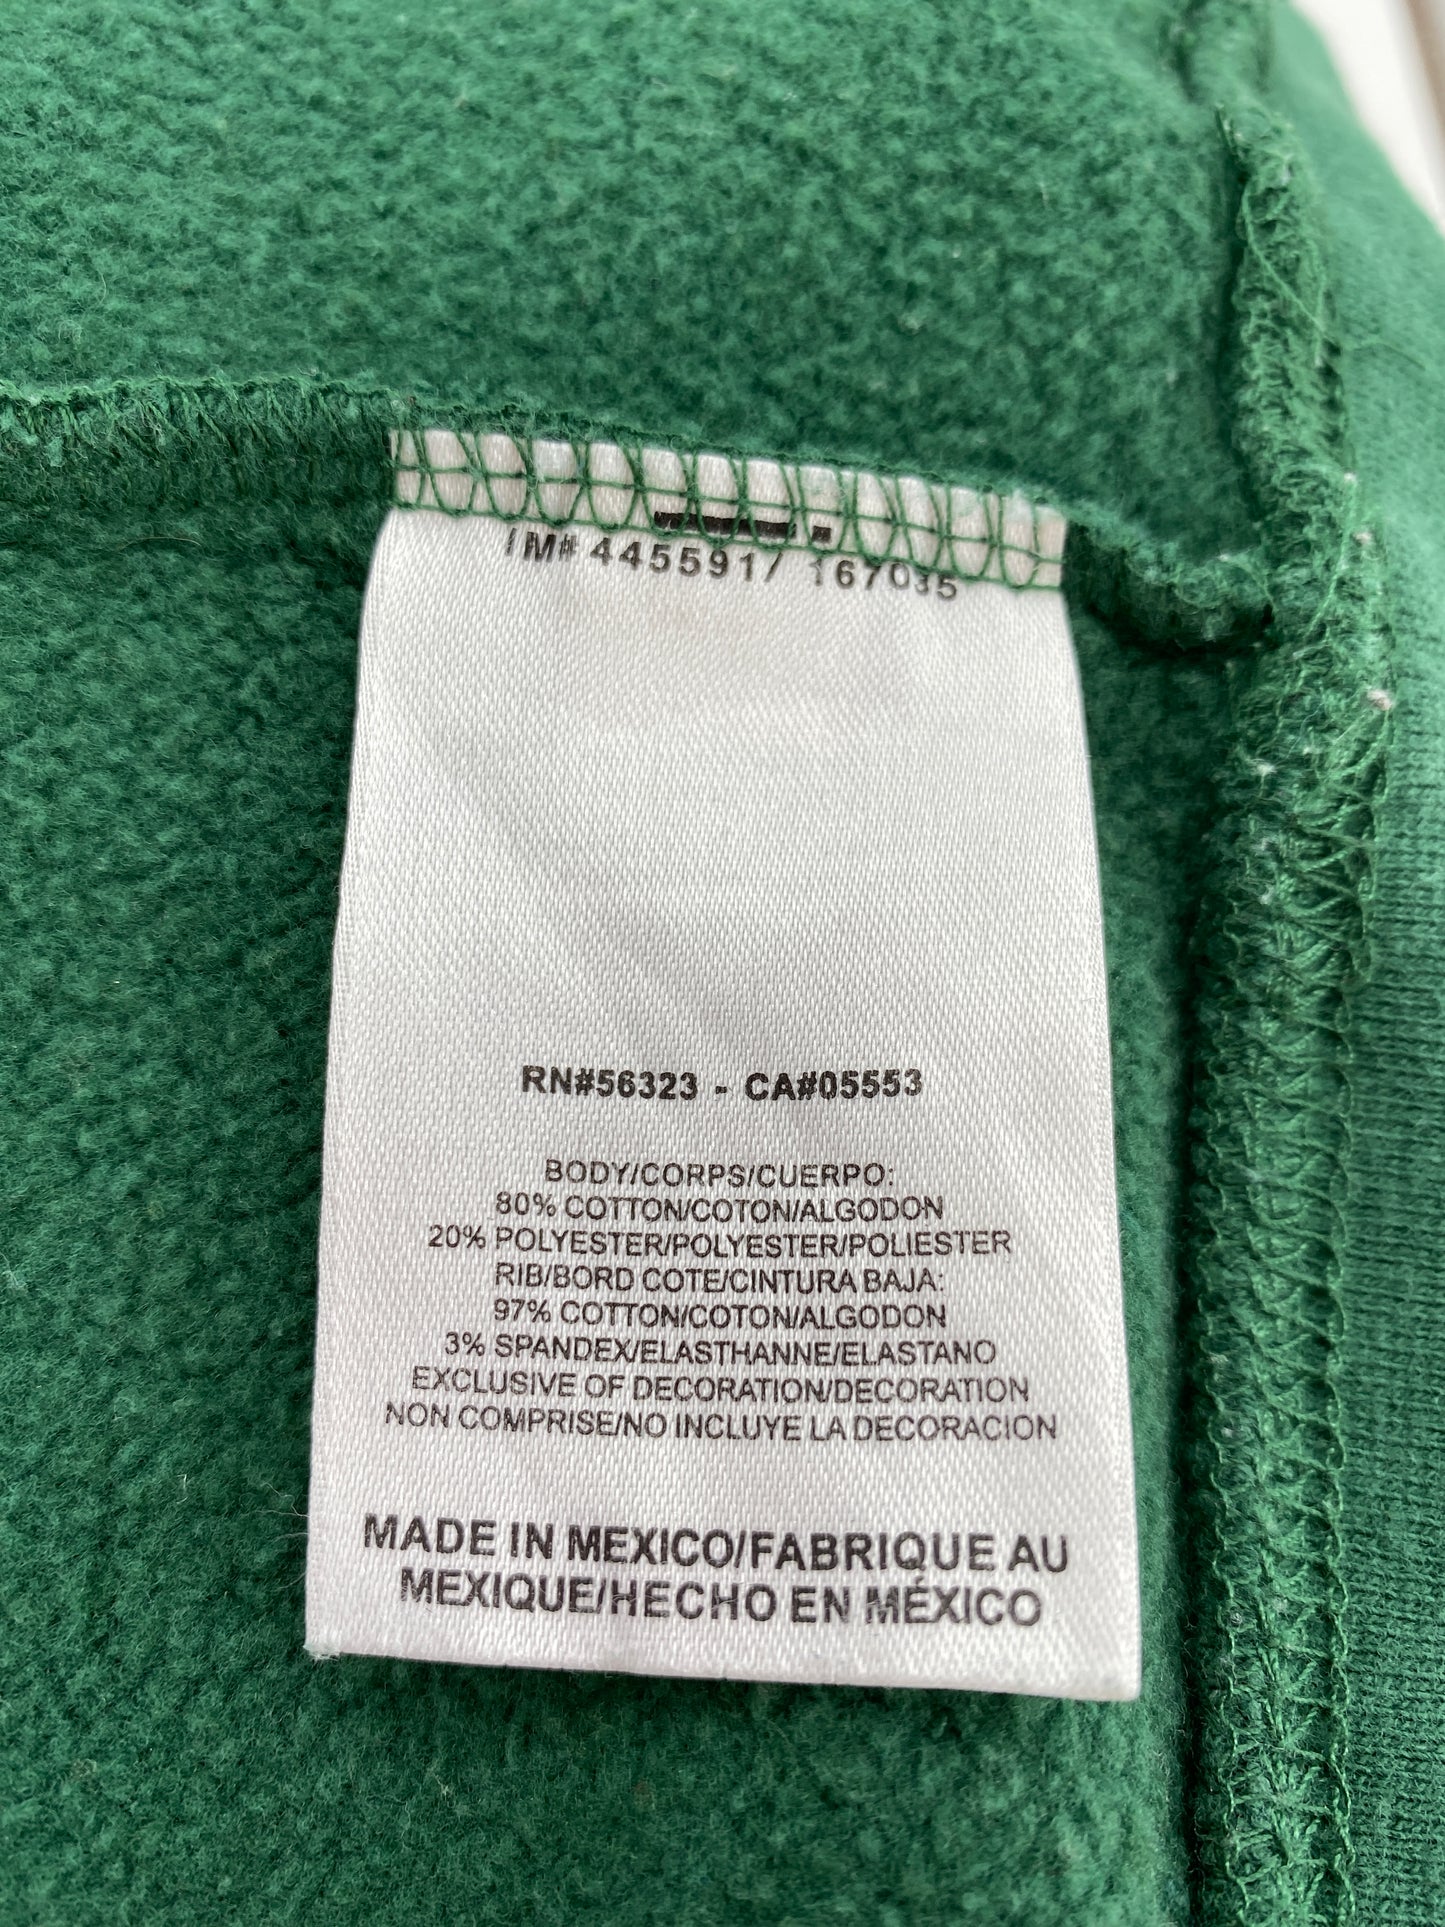 IM# 445591/ 167035
RN#56323 - CA#05553
BODY/CORPS/CUERPO:
80% COTTON/COTON/ALGODON
20% POLYESTER/POLYESTER/POLIESTER
RIB/BORD COTE/CINTURA BAJA:
97% COTTON/COTON/ALGODON
3% SPANDEX/ELASTHANNE/ELASTANO
EXCLUSIVE OF DECORATION/DECORATION
NON COMPRISE/NO INCLUYE LA DECORACION
MADE IN MEXICO/FABRIQUE AU
MEXIQUE/HECHO EN MÉXICO